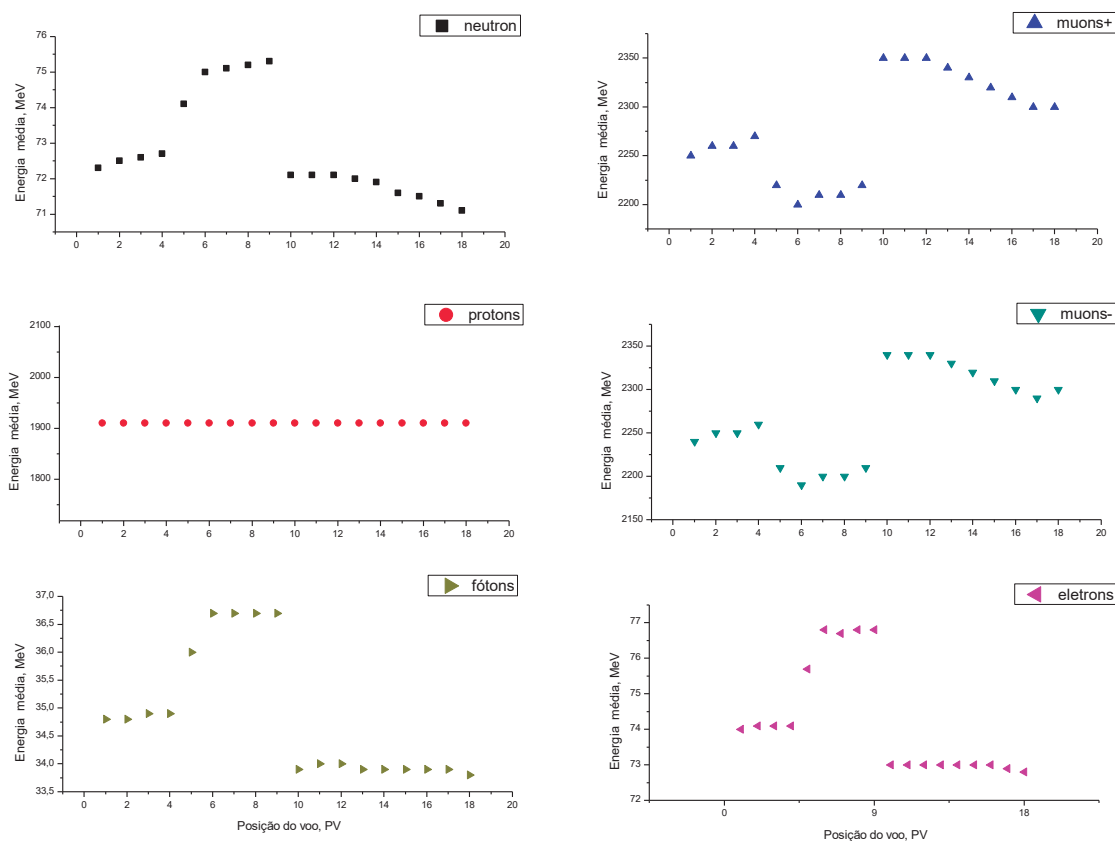 neutron
Energia média, MeV
76
75
74
73
72
71
0 2 4 6 8 10 12 14 16 18 20
muons+
Energia média, MeV
2350
2300
2250
2200
0 2 4 6 8 10 12 14 16 18 20
protons
Energia média, MeV
2100
2000
1900
1800
0 2 4 6 8 10 12 14 16 18 20
muons-
Energia média, MeV
2350
2300
2250
2200
2150
0 2 4 6 8 10 12 14 16 18 20
fótons
Energia média, MeV
37,0
36,5
36,0
35,5
35,0
34,5
34,0
33,5
0 2 4 6 8 10 12 14 16 18 20
Posição do voo, PV
eletrons
Energia média, MeV
77
76
75
74
73
72
0 9 18
Posição do voo, PV